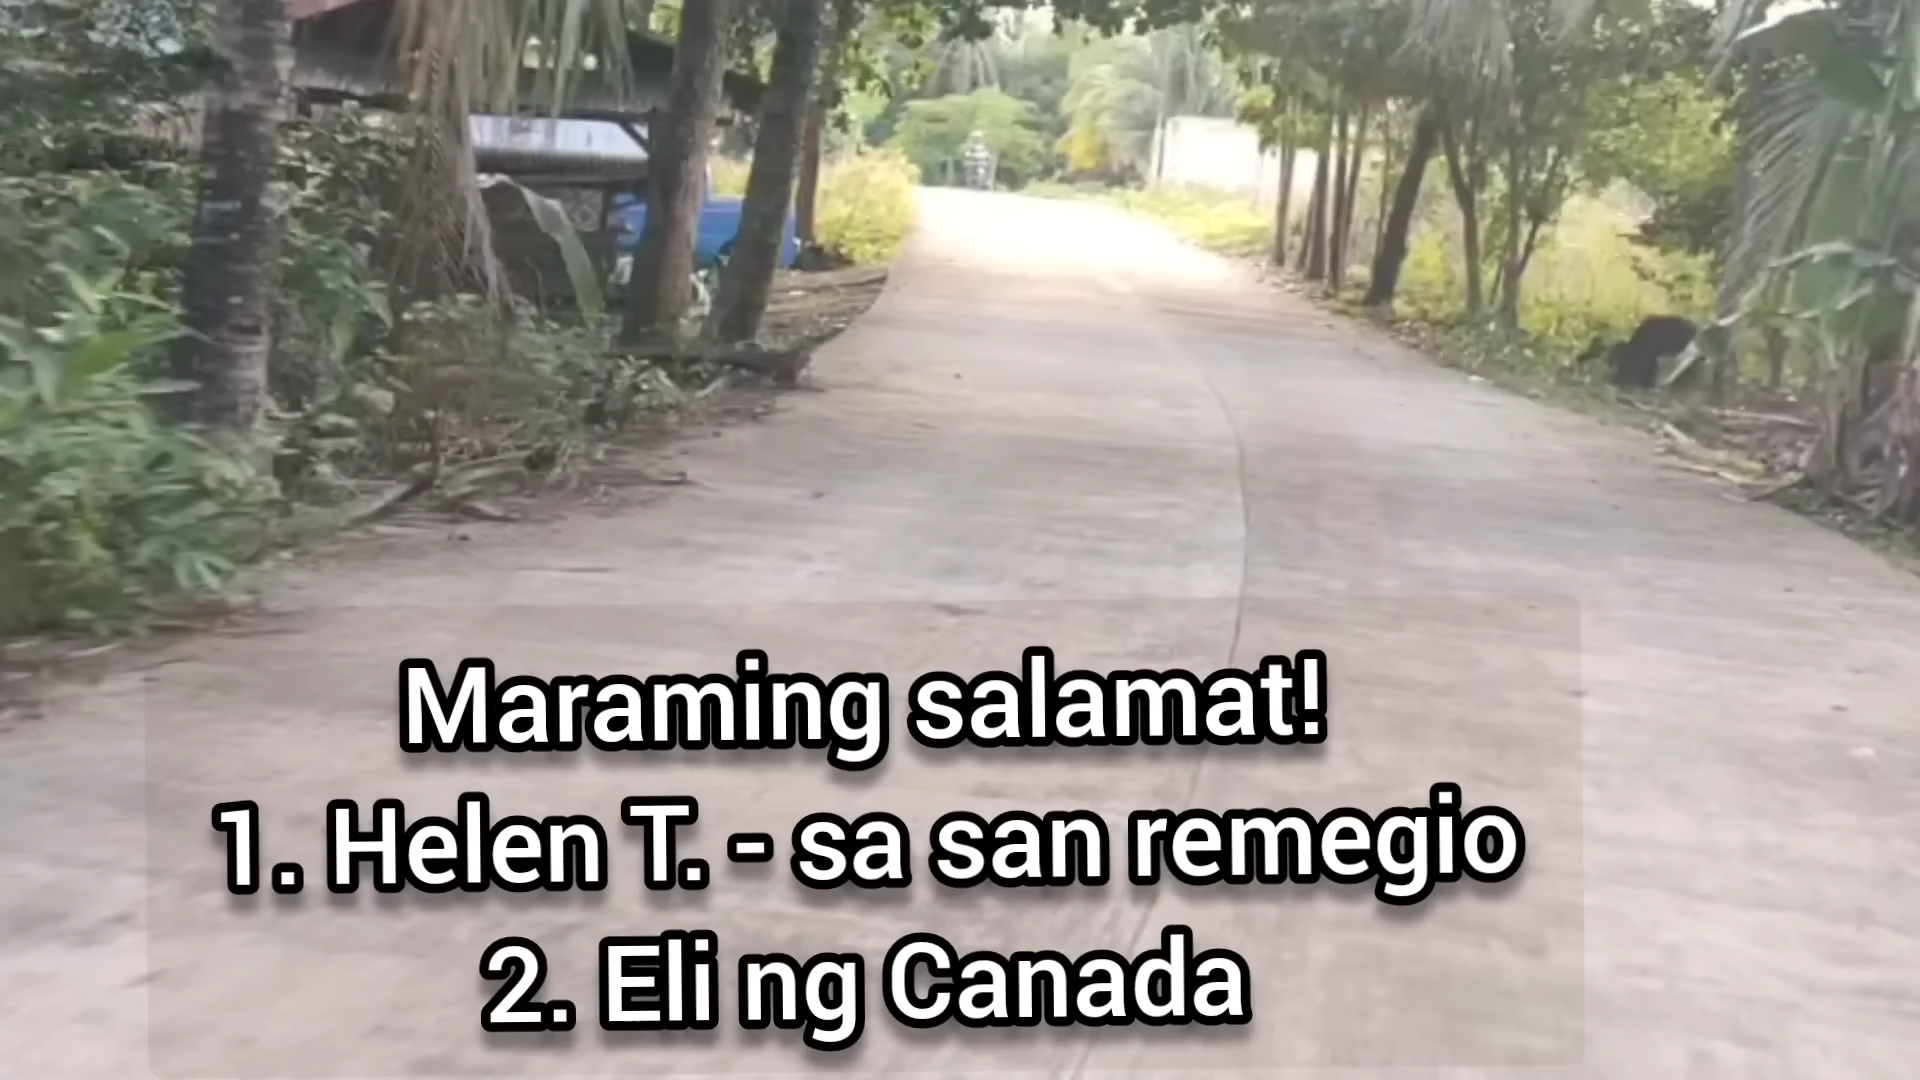 Maraming salamat!
1. Helen T. - sa san remegio
2. Eli ng Canada